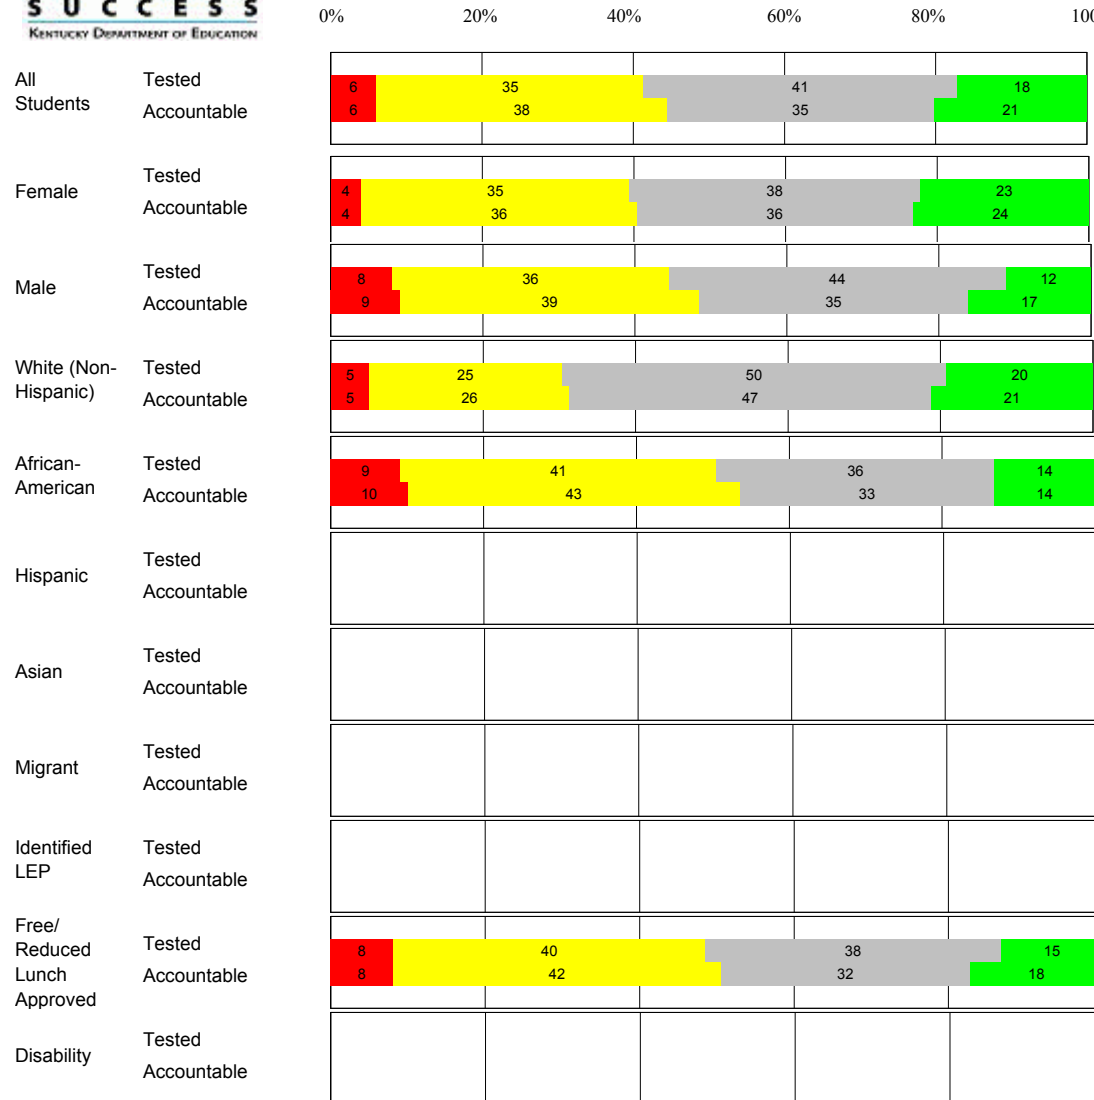 SUCCESS
KENTUCKY DEPARTMENT OF EDUCATION
0% 20% 40% 60% 80% 100
All Students Tested 6 35 41 18
Accountable 6 38 35 21
Female Tested 4 35 38 23
Accountable 4 36 36 24
Male Tested 8 36 44 12
Accountable 9 39 35 17
White (Non-Hispanic) Tested 5 25 50 20
Accountable 5 26 47 21
African-American Tested 9 41 36 14
Accountable 10 43 33 14
Hispanic Tested
Accountable
Asian Tested
Accountable
Migrant Tested
Accountable
Identified LEP Tested
Accountable
Free/Reduced Lunch Approved Tested 8 40 38 15
Accountable 8 42 32 18
Disability Tested
Accountable